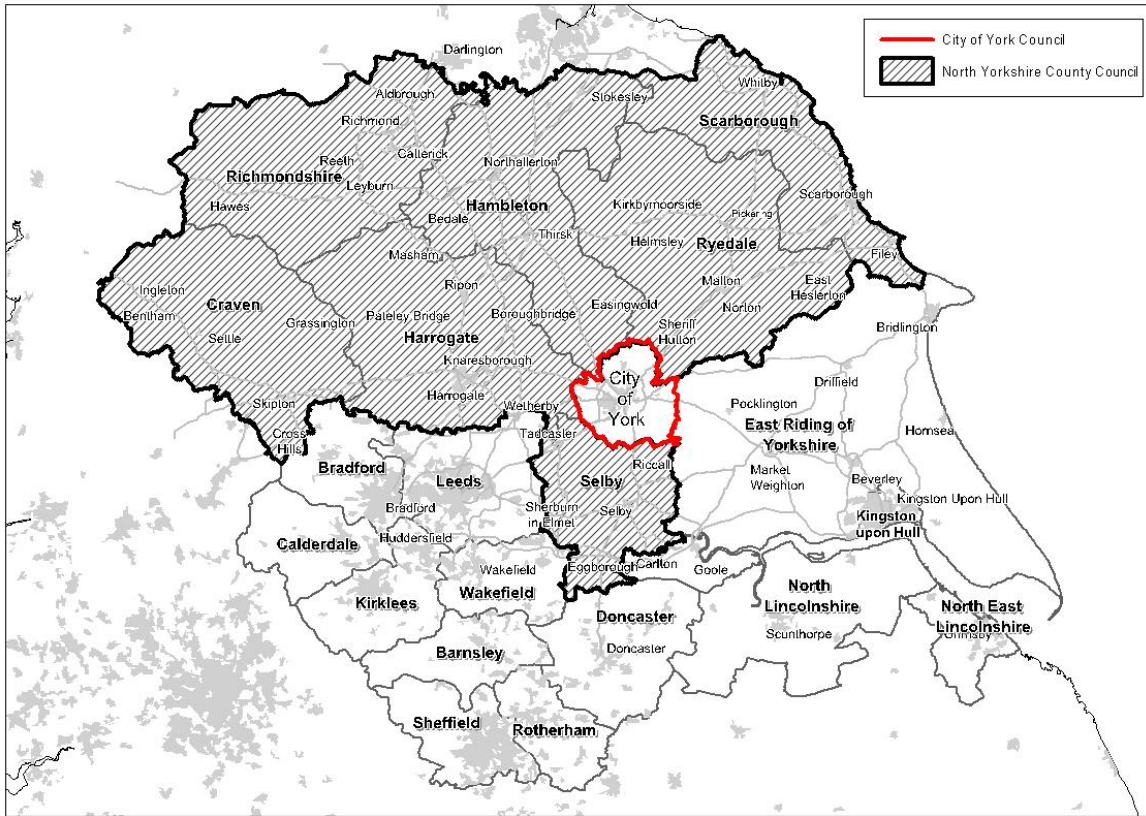 City of York Council
North Yorkshire County Council
Darlington
Aldbrough
Stokesley
Whitby
Richmond
Scarborough
Catterick
Reeth
Northallerton
Richmondshire
Leyburn
Scarborough
Hawes
Bedale
Hambleton
Kirkbymoorside
Pickering
Thirsk
Helmsley
Ryedale
Masham
Filey
Ingleton
Craven
Ripon
Malton
East
Heslerton
Bentham
Grassington
Pateley Bridge
Boroughbridge
Easingwold
Norton
Settle
Harrogate
Sheriff
Hutton
Bridlington
Knaresborough
City
of
York
Driffield
Skipton
Harrogate
Wetherby
Pocklington
Tadcaster
East Riding of
Yorkshire
Hornsea
Cross
Hills
Bradford
Leeds
Riccall
Market
Weighton
Selby
Beverley
Bradford
Sherburn
in Elmet
Selby
Kingston Upon Hull
Kingston
upon Hull
Calderdale
Huddersfield
Wakefield
Eggborough
Carlton
Goole
Kirklees
Wakefield
North
Lincolnshire
Doncaster
North East
Lincolnshire
Scunthorpe
Grimsby
Barnsley
Doncaster
Sheffield
Rotherham